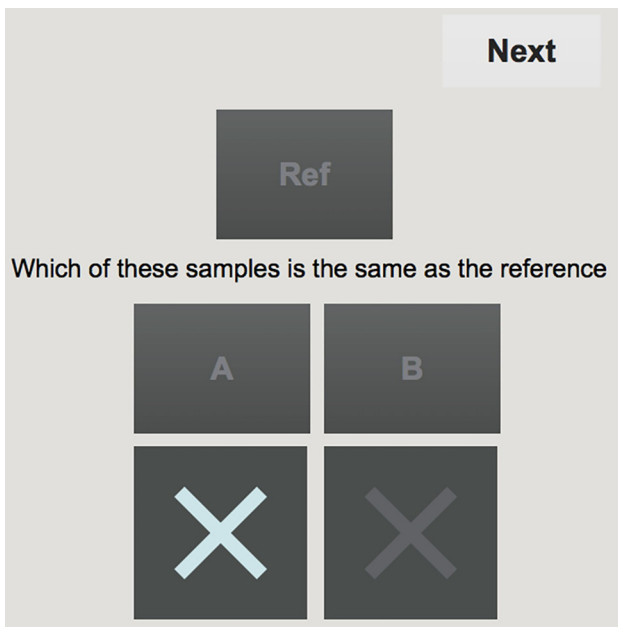 Next
Ref
Which of these samples is the same as the reference
A B